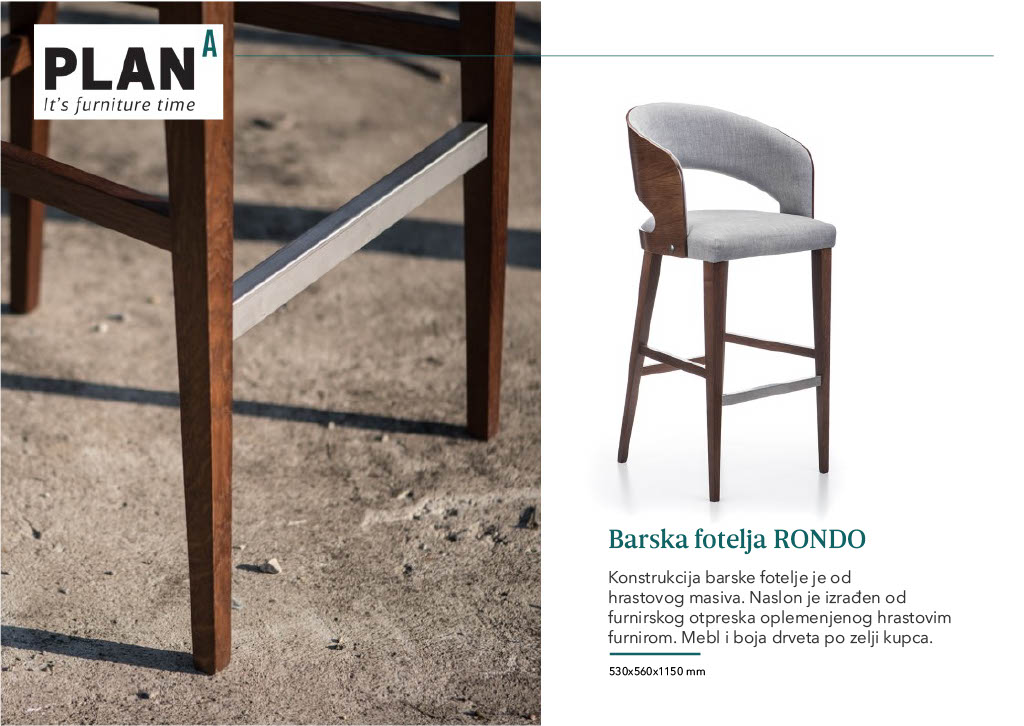 PLAN A
It's furniture time
Barska fotelja RONDO
Konstrukcija barske fotelje je od
hrastovog masiva. Naslon je izrađen od
furnirskog otpreska oplemenjenog hrastovim
furnirom. Mebl i boja drveta po zelji kupca.
530x560x1150 mm